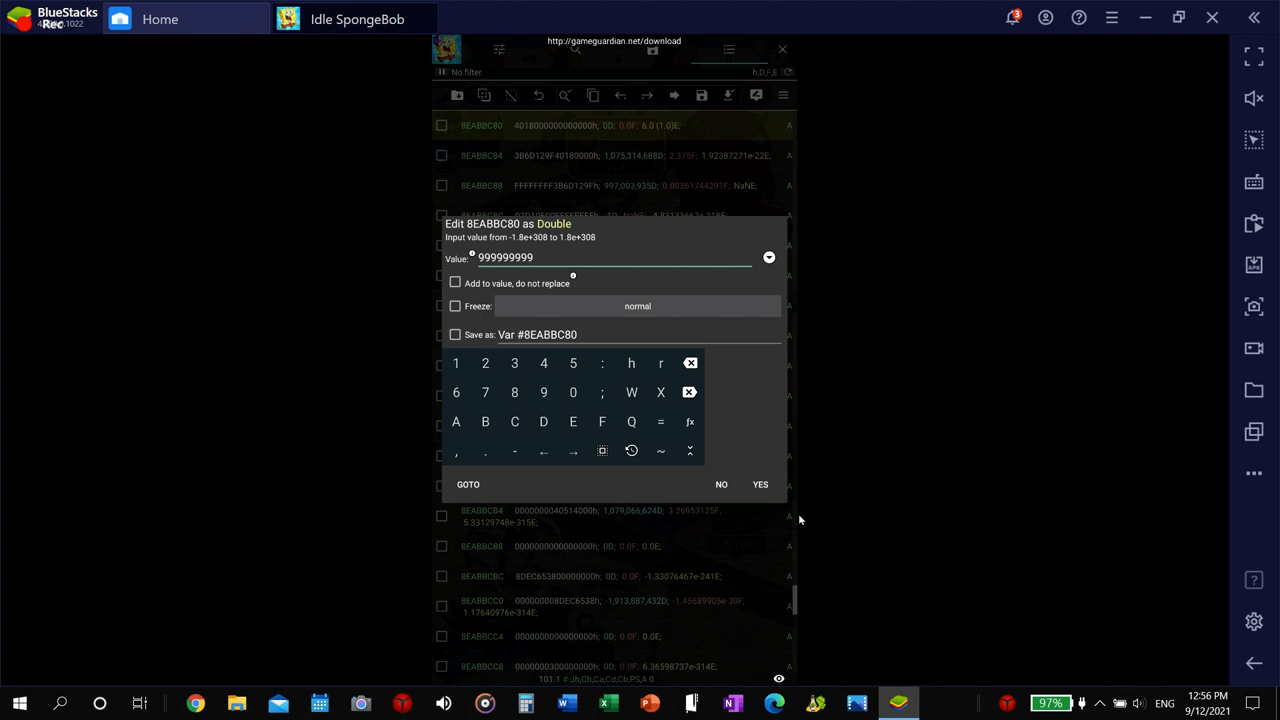 BlueStacks
Rec
Home
Idle SpongeBob
3
http://gameguardian.net/download
No filter
h,D,F,E
8EABBC80 4018000000000000h; 0D; 0.0F; 6.0 (1.0)E; A
8EABBC84 3B6D129F40180000h; 1,075,314,688D; 2.375F; 1.92387271e-22E; A
8EABBC88 FFFFFFFF3B6D129Fh; 997,003,935D; 0.00361744291F; NaNE; A
Edit 8EABBC80 as Double
Input value from -1.8e+308 to 1.8e+308
Value: 999999999
Add to value, do not replace
Freeze: normal
Save as: Var #8EABBC80
1 2 3 4 5 : h r
6 7 8 9 0 ; W X
A B C D E F Q = ƒx
, . - ← → ~
GOTO NO YES
8EABBCB4 0000000040514000h; 1,079,066,624D; 3.26953125F; A
5.33129748e-315E;
8EABBCB8 0000000000000000h; 0D; 0.0F; 0.0E; A
8EABBCBC 8DEC653800000000h; 0D; 0.0F; -1.33076467e-241E; A
8EABBCC0 000000008DEC6538h; -1,913,887,432D; -1.45689905e-30F; A
1.17640976e-314E;
8EABBCC4 0000000000000000h; 0D; 0.0F; 0.0E; A
8EABBCC8 0000000300000000h; 0D; 0.0F; 6.36598737e-314E; A
101.1 # Jh,Ch,Ca,Cd,Cb,PS,A 0
97%
ENG
12:56 PM
9/12/2021